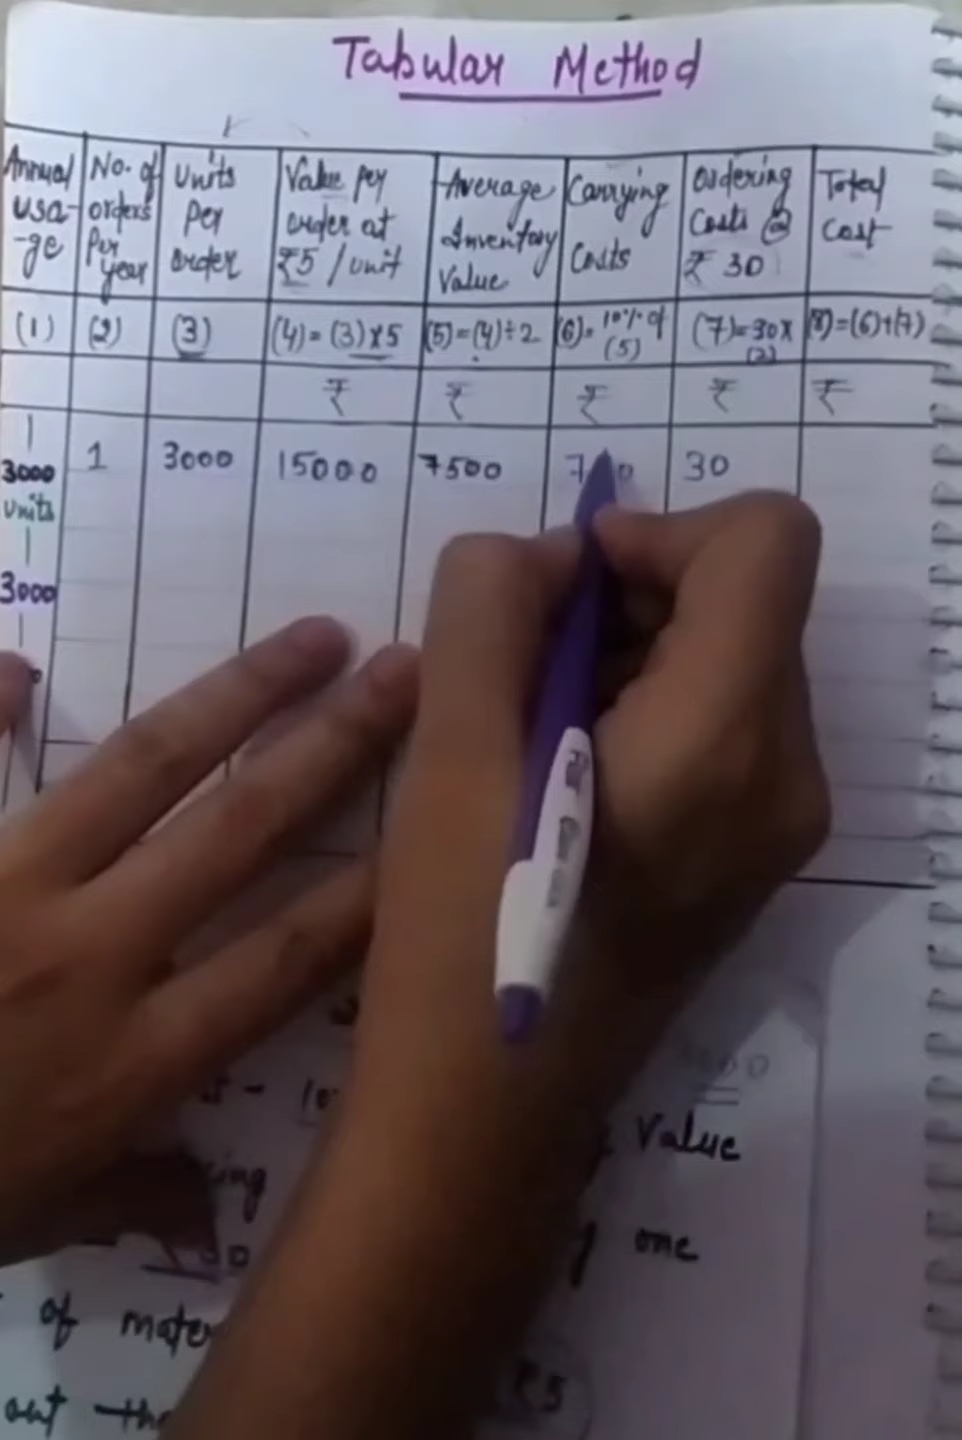 Tabular Method
Annual usa-ge
No. of orders Per year
Units Per order
Value per order at ₹5 / unit
Average Inventory Value
Carrying Costs
Ordering Costs @ ₹ 30
Total Cost
(1)
(2)
(3)
(4) = (3) × 5
(5) = (4) ÷ 2
(6) = 10% of (5)
(7) = 30 × (2)
(8) = (6) + (7)
₹
₹
₹
₹
₹
3000 units
1
3000
15000
7500
30
3000
Value
one
of
₹5
out